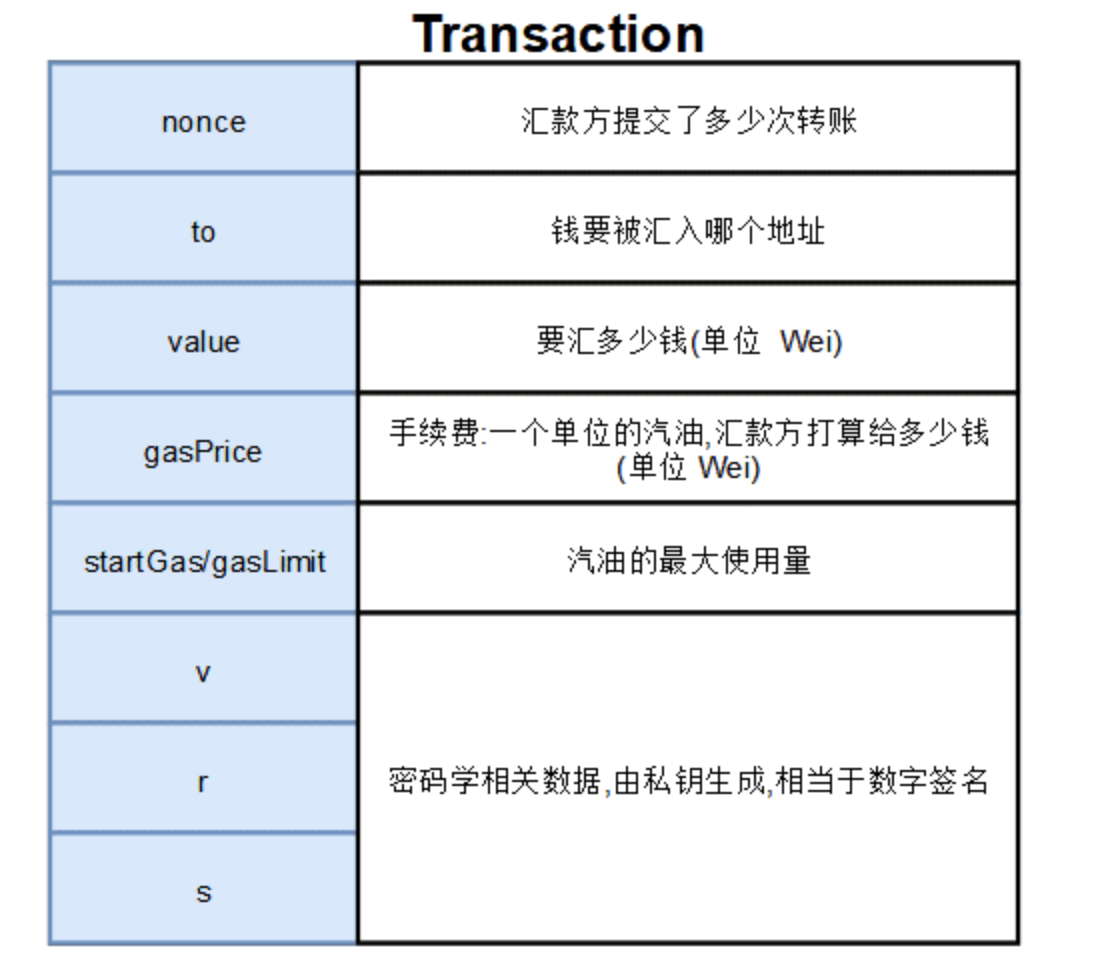 Transaction
nonce
汇款方提交了多少次转账
to
钱要被汇入哪个地址
value
要汇多少钱(单位 Wei)
gasPrice
手续费:一个单位的汽油,汇款方打算给多少钱
(单位 Wei)
startGas/gasLimit
汽油的最大使用量
v
r
密码学相关数据,由私钥生成,相当于数字签名
s